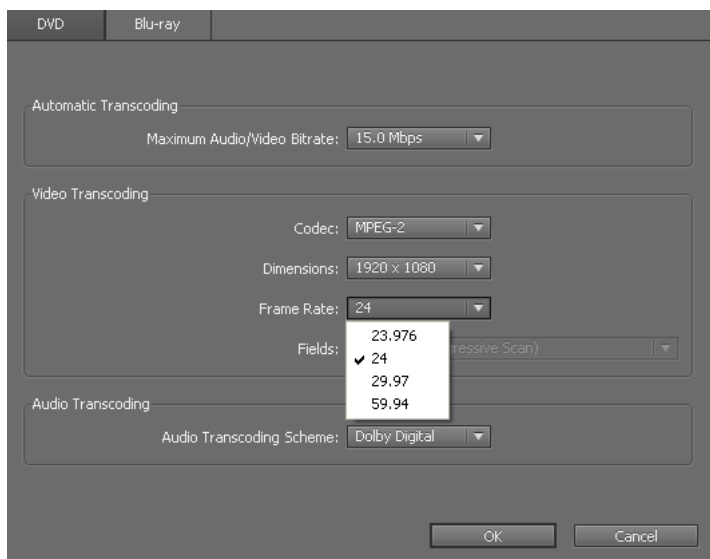 DVD Blu-ray
Automatic Transcoding
Maximum Audio/Video Bitrate: 15.0 Mbps
Video Transcoding
Codec: MPEG-2
Dimensions: 1920 x 1080
Frame Rate: 24
23.976
Fields: ressive Scan)
✔ 24
29.97
59.94
Audio Transcoding
Audio Transcoding Scheme: Dolby Digital
OK Cancel